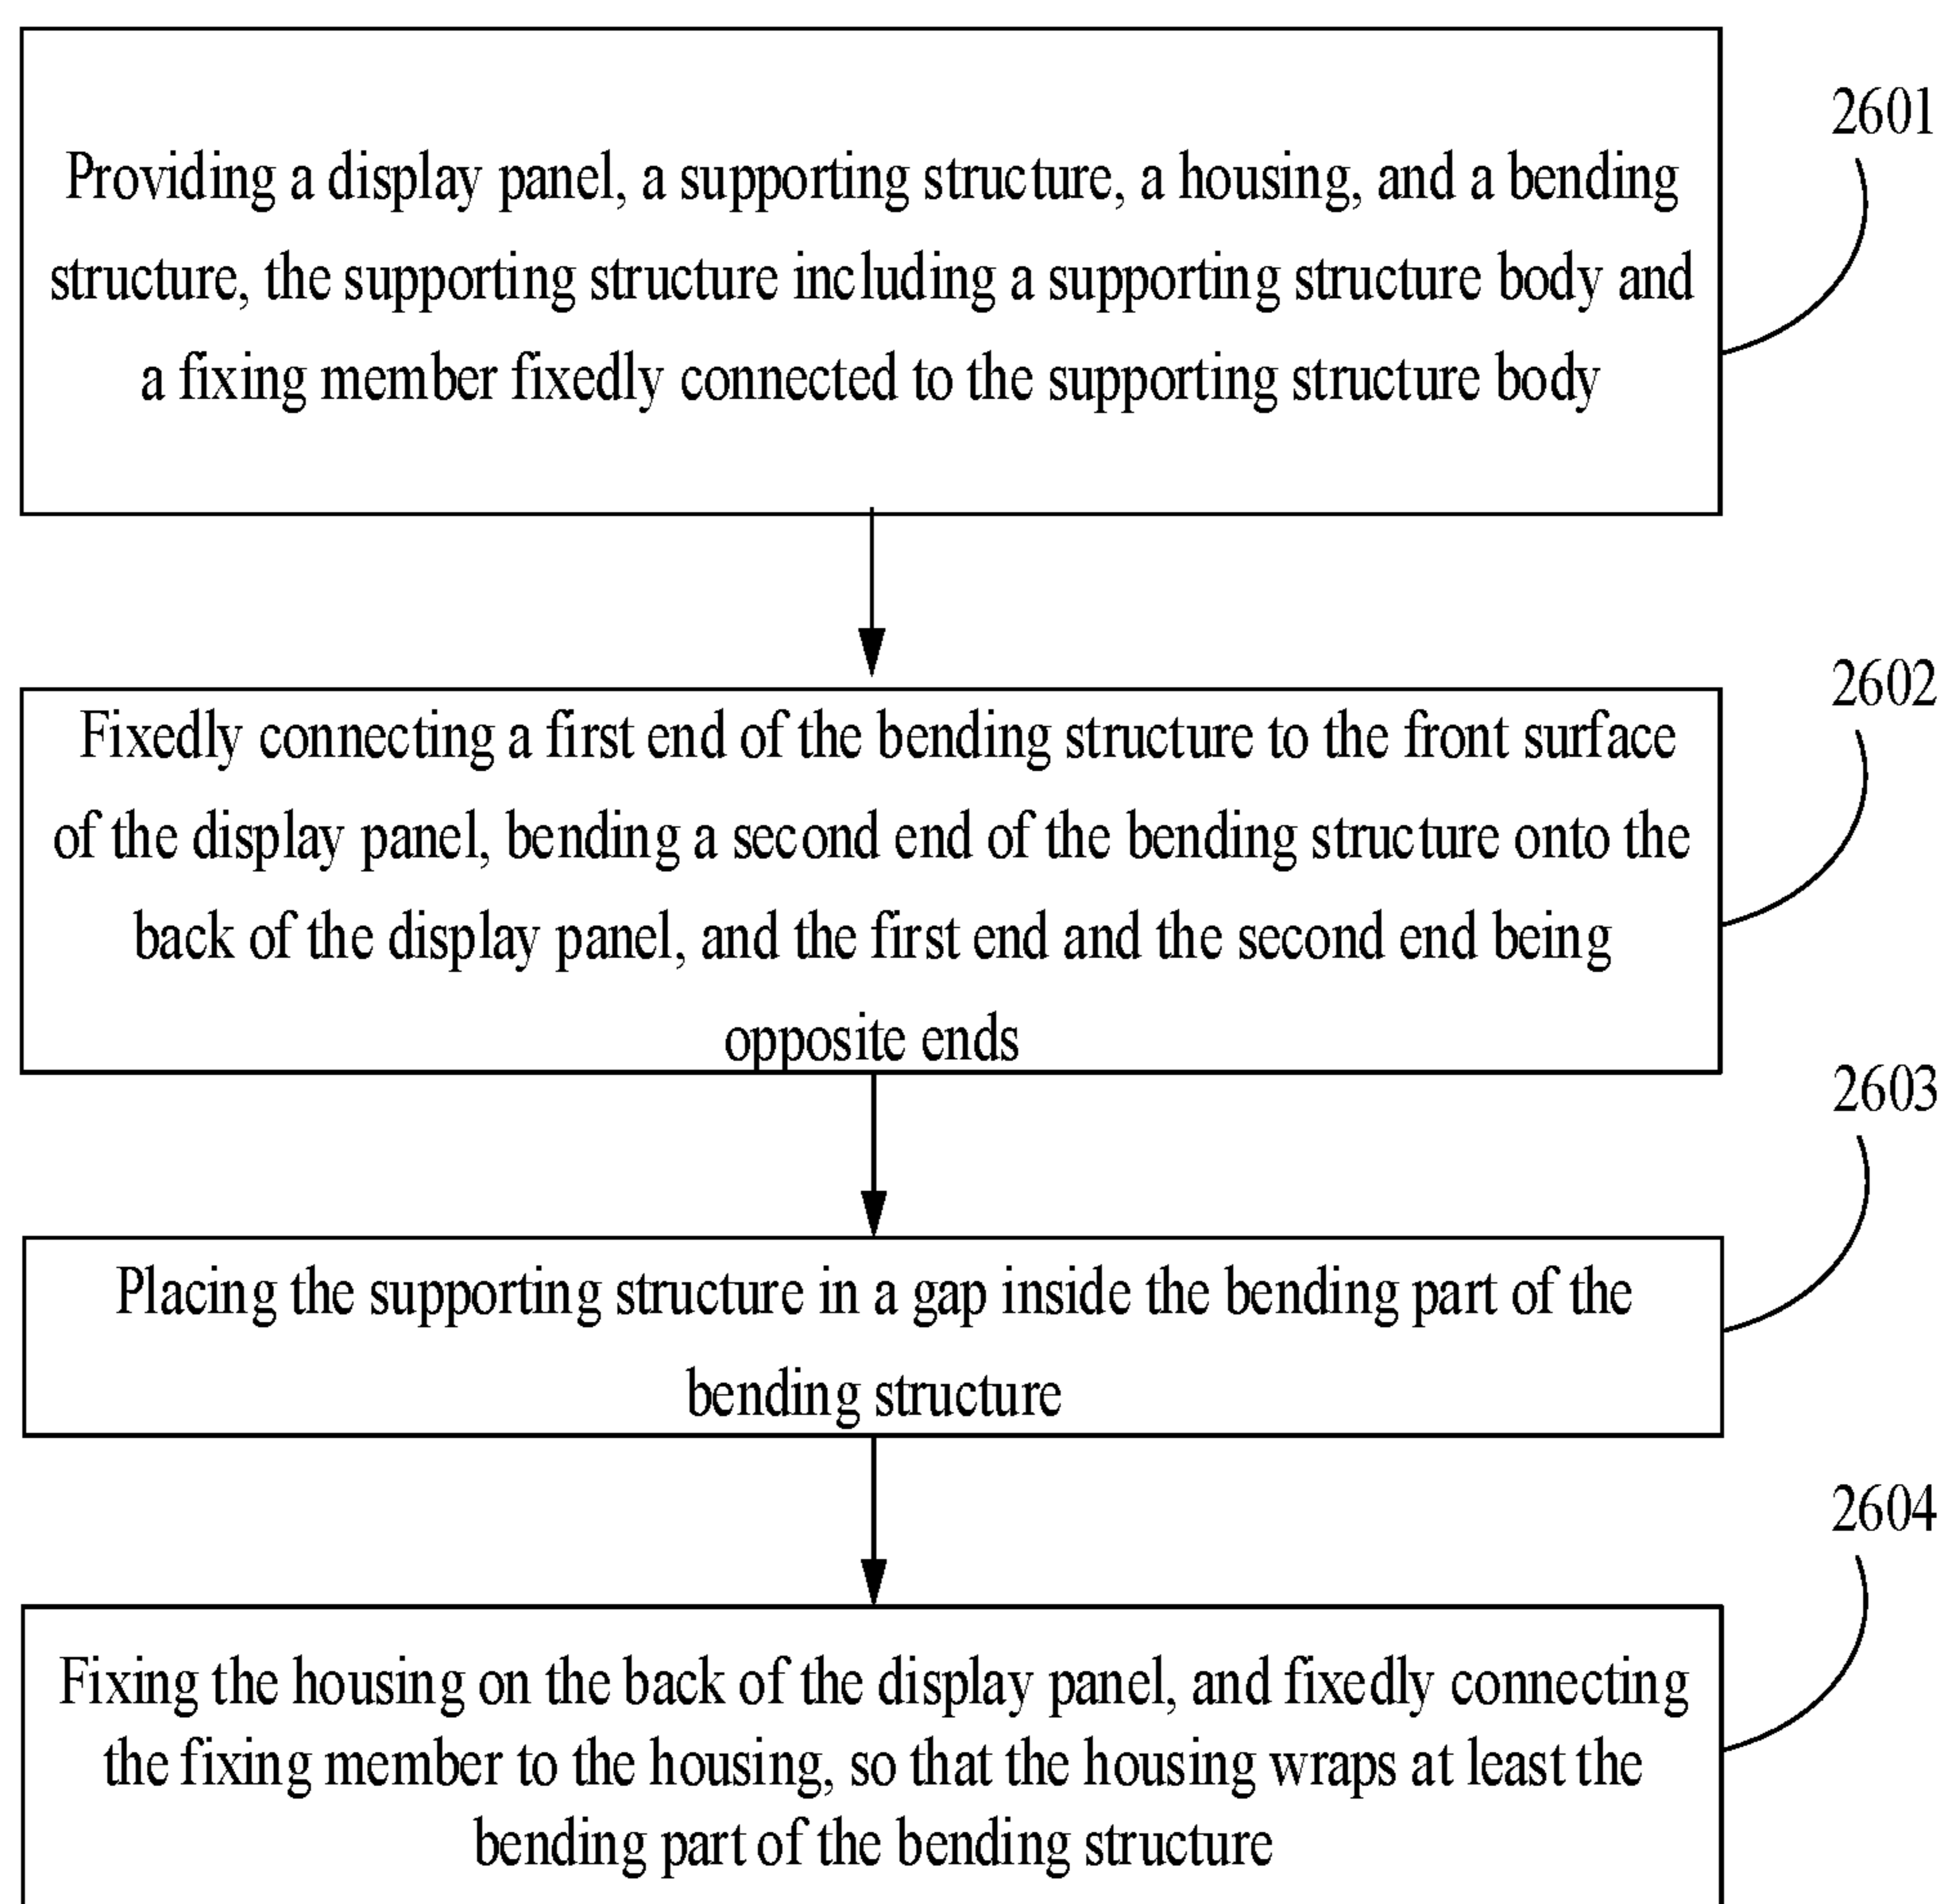 2601
Providing a display panel, a supporting structure, a housing, and a bending
structure, the supporting structure including a supporting structure body and
a fixing member fixedly connected to the supporting structure body
2602
Fixedly connecting a first end of the bending structure to the front surface
of the display panel, bending a second end of the bending structure onto the
back of the display panel, and the first end and the second end being
opposite ends
2603
Placing the supporting structure in a gap inside the bending part of the
bending structure
2604
Fixing the housing on the back of the display panel, and fixedly connecting
the fixing member to the housing, so that the housing wraps at least the
bending part of the bending structure